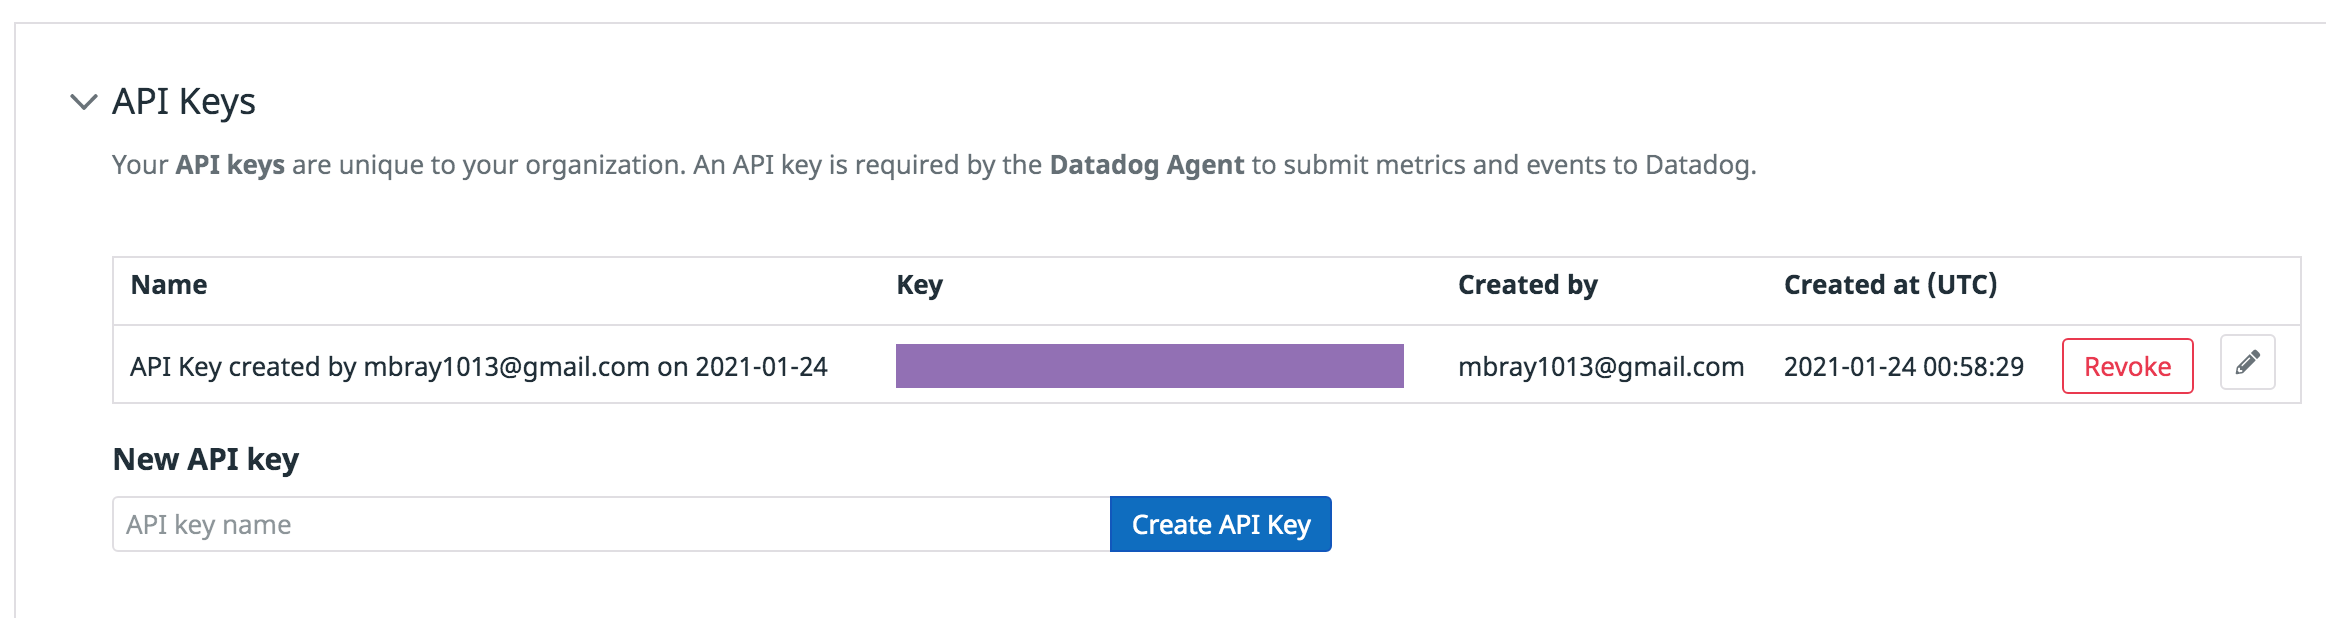 API Keys
Your API keys are unique to your organization. An API key is required by the Datadog Agent to submit metrics and events to Datadog.
Name Key Created by Created at (UTC)
API Key created by mbray1013@gmail.com on 2021-01-24 mbray1013@gmail.com 2021-01-24 00:58:29 Revoke
New API key
API key name Create API Key